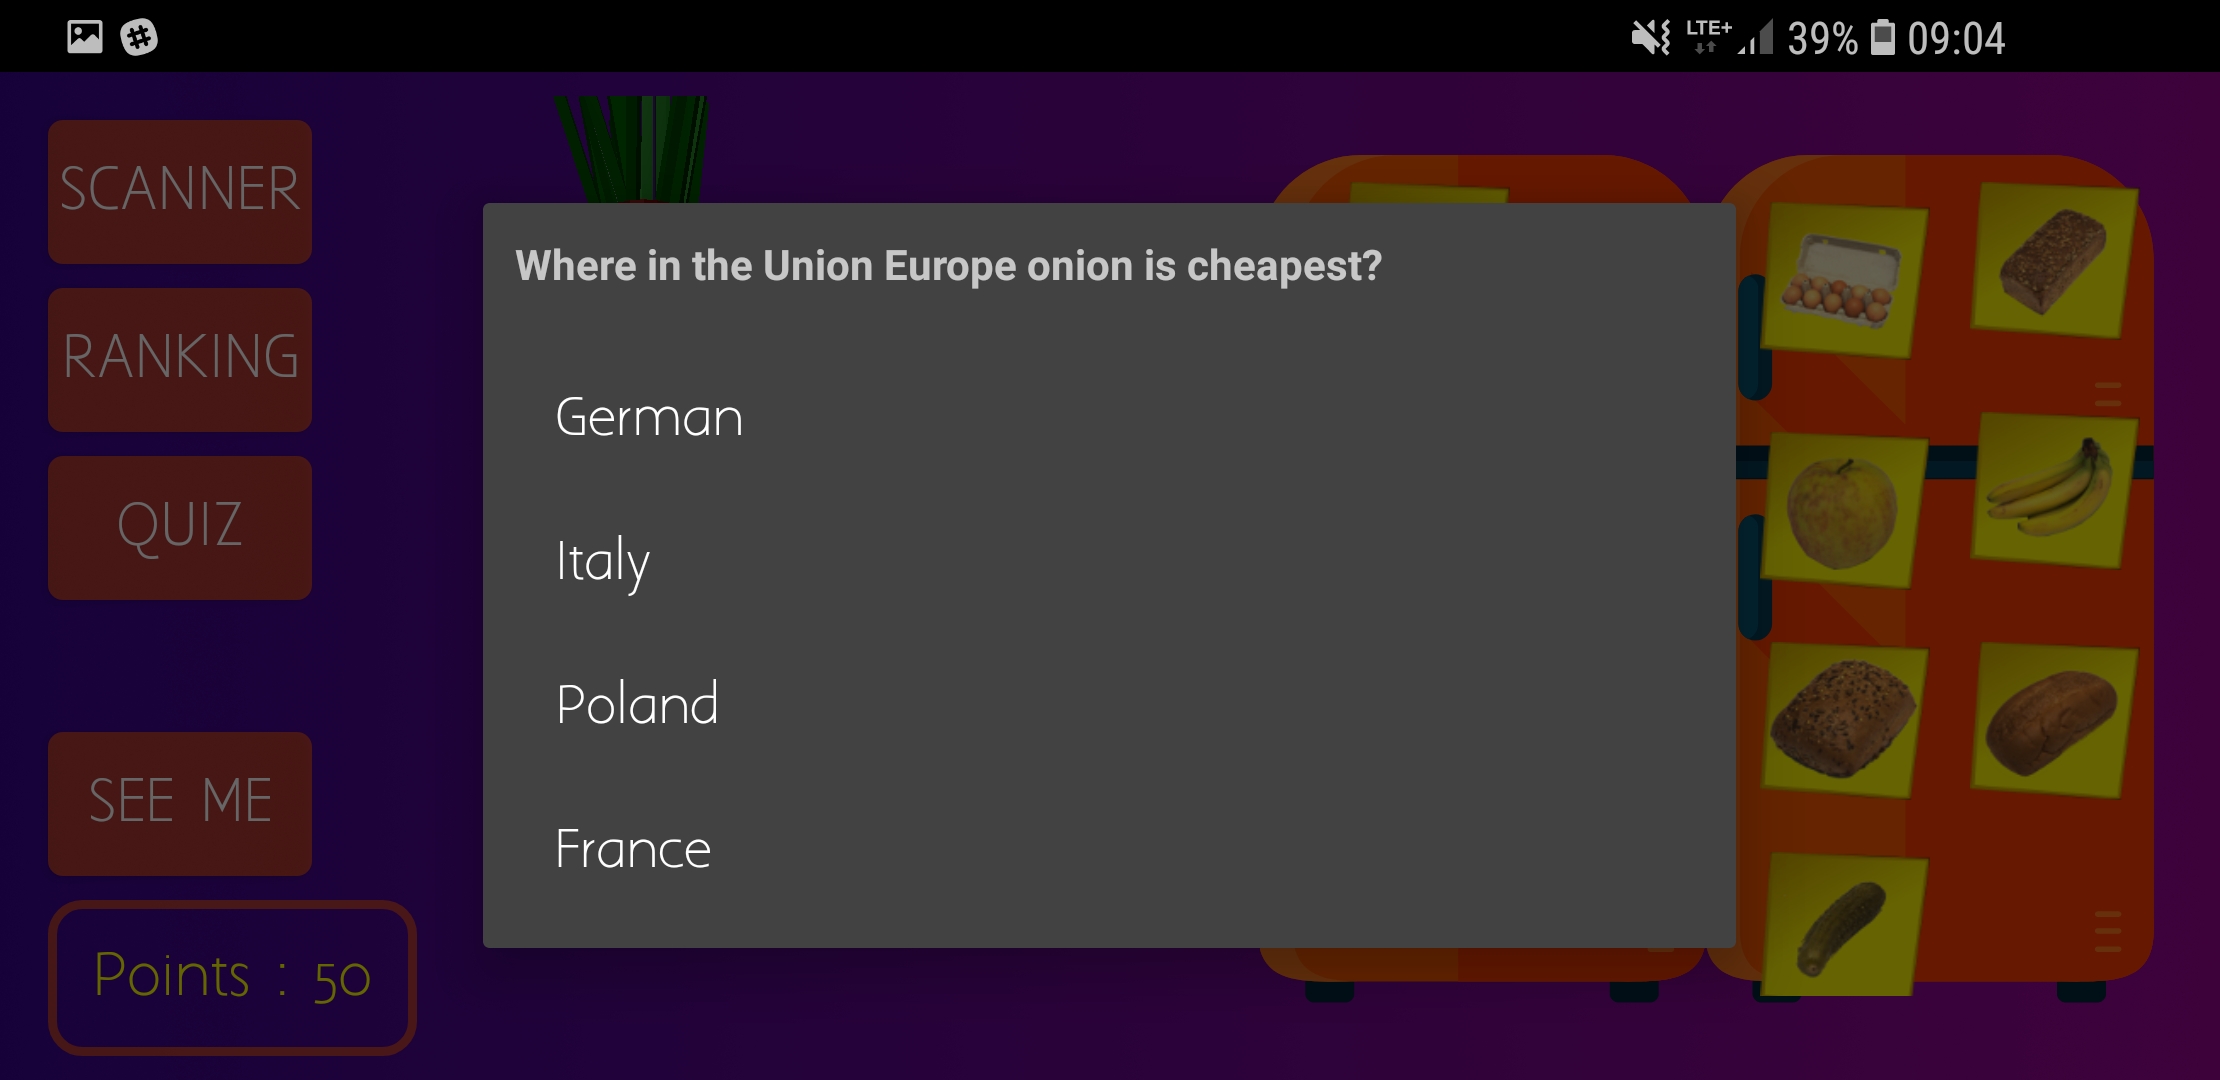 LTE+ 39% 09:04
SCANNER
RANKING
QUIZ
SEE ME
Points : 50
Where in the Union Europe onion is cheapest?
German
Italy
Poland
France